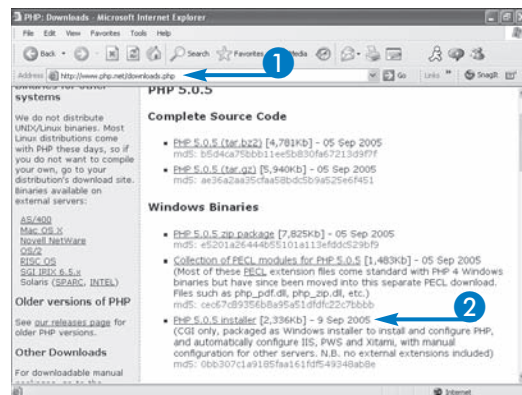 PHP: Downloads - Microsoft Internet Explorer
File Edit View Favorites Tools Help
Back Search Favorites Media
Address http://www.php.net/downloads.php Go Links SnagIt
1
systems
We do not distribute
UNIX/Linux binaries. Most
Linux distributions come
with PHP these days, so if
you do not want to compile
your own, go to your
distribution's download site.
Binaries available on
external servers:
AS/400
Mac OS X
Novell NetWare
OS/2
RISC OS
SGI IRIX 6.5.x
Solaris (SPARC, INTEL)
Older versions of PHP
See our releases page for
older PHP versions.
Other Downloads
For downloadable manual
PHP 5.0.5
Complete Source Code
PHP 5.0.5 (tar.bz2) [4,781Kb] - 05 Sep 2005
md5: b5d4ca75bbb11ee5b830fa67213d9f7f
PHP 5.0.5 (tar.gz) [5,940Kb] - 05 Sep 2005
md5: ae36a2aa35cfaa58bdc5b9a525e6f451
Windows Binaries
PHP 5.0.5 zip package [7,825Kb] - 05 Sep 2005
md5: e5201a26444b55101a113efddc529bf9
Collection of PECL modules for PHP 5.0.5 [1,483Kb] - 05 Sep 2005
(Most of these PECL extension files come standard with PHP 4 Windows
binaries but have since been moved into this separate PECL download.
Files such as php_pdf.dll, php_zip.dll, etc.)
md5: cec67c89356b8a95a51dfdfc22c7bbcc
PHP 5.0.5 installer [2,336Kb] - 9 Sep 2005
2
(CGI only, packaged as Windows installer to install and configure PHP,
and automatically configure IIS, PWS and Xitami, with manual
configuration for other servers. N.B. no external extensions included)
md5: 0bb307c1a9185faa161fdf549348ab8e
Internet